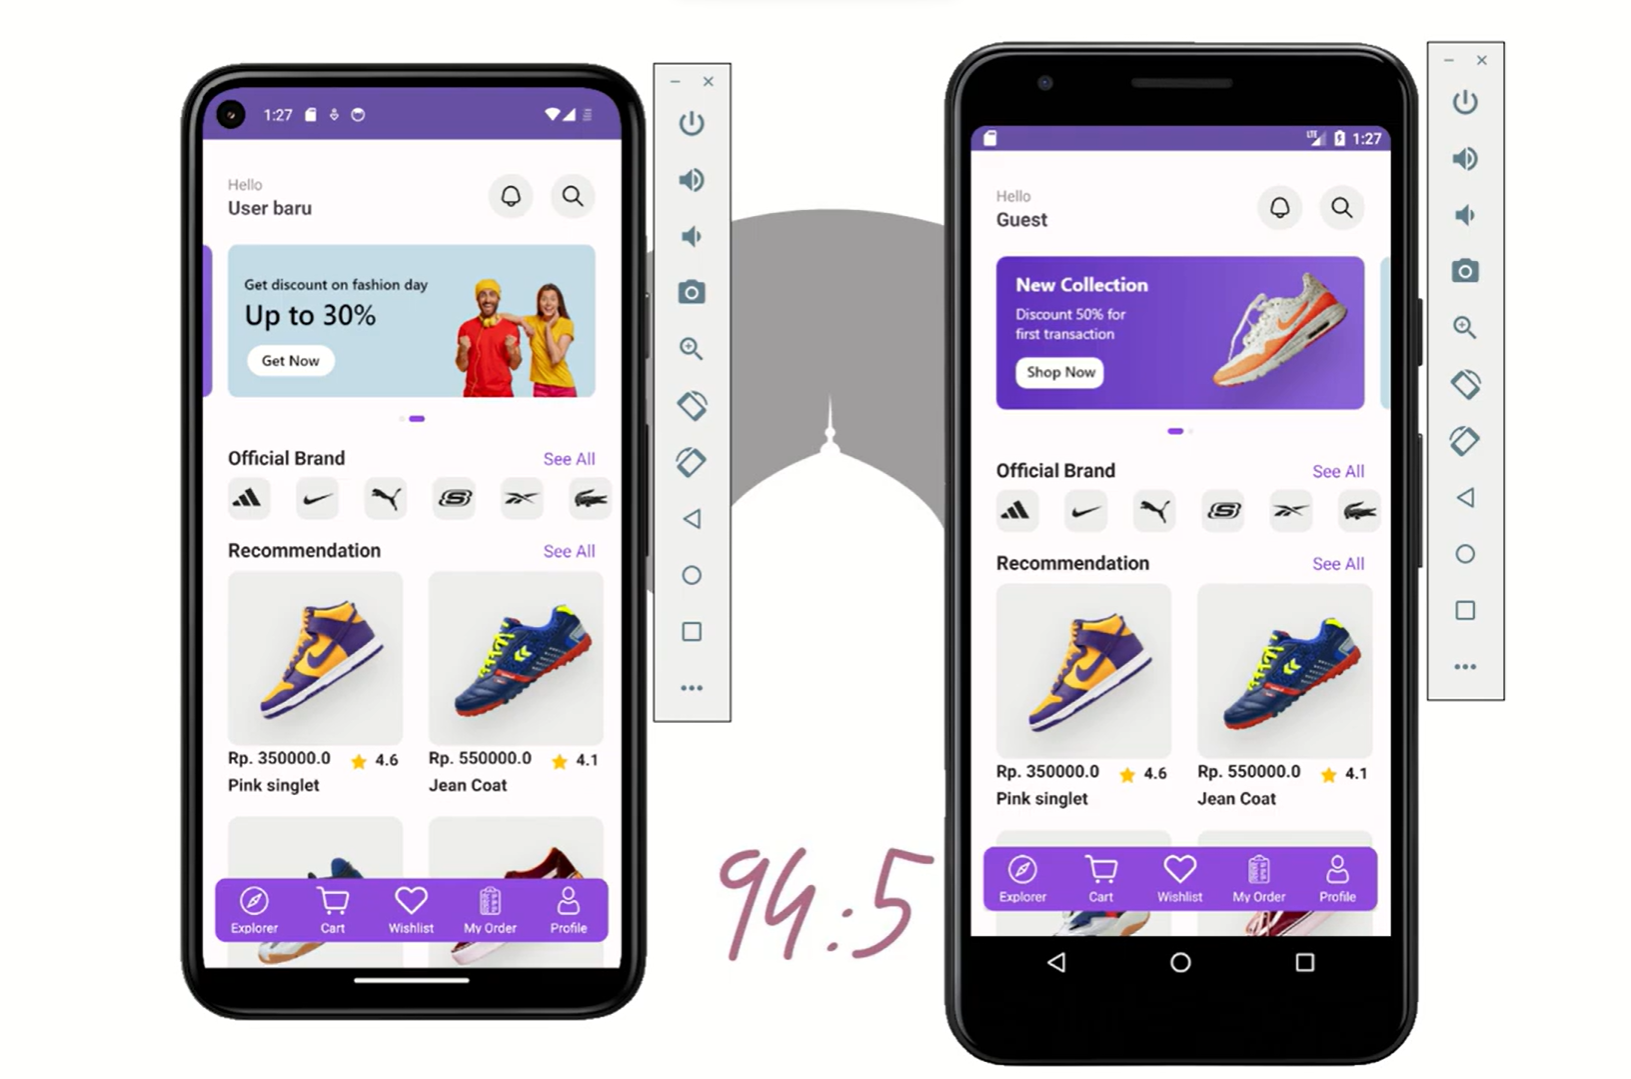 1:27
Hello
User baru
Get discount on fashion day
Up to 30%
Get Now
Official Brand
See All
Recommendation
See All
Rp. 350000.0
4.6
Rp. 550000.0
4.1
Pink singlet
Jean Coat
Explorer
Cart
Wishlist
My Order
Profile
94:5
LTE
1:27
Hello
Guest
New Collection
Discount 50% for
first transaction
Shop Now
Official Brand
See All
Recommendation
See All
Rp. 350000.0
4.6
Rp. 550000.0
4.1
Pink singlet
Jean Coat
Explorer
Cart
Wishlist
My Order
Profile